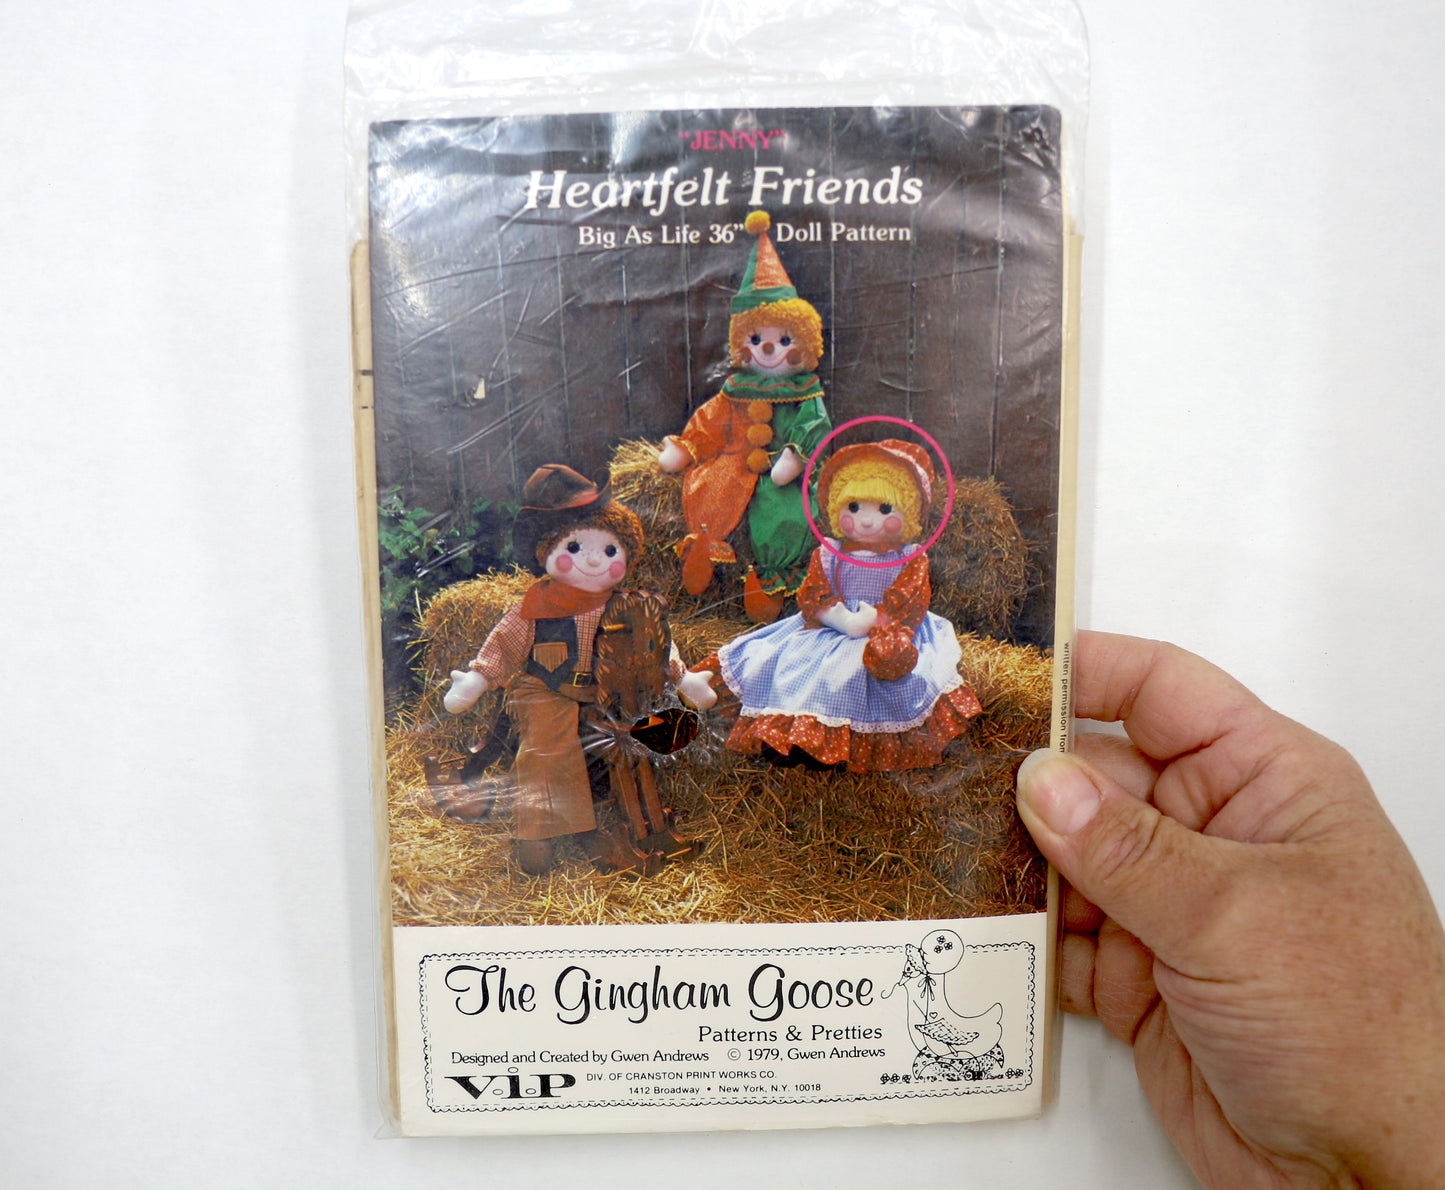 "JENNY"
Heartfelt Friends
Big As Life 36" Doll Pattern
written permission from
The Gingham Goose
Patterns & Pretties
Designed and Created by Gwen Andrews © 1979, Gwen Andrews
V.i.P DIV. OF CRANSTON PRINT WORKS CO.
1412 Broadway • New York, N.Y. 10018